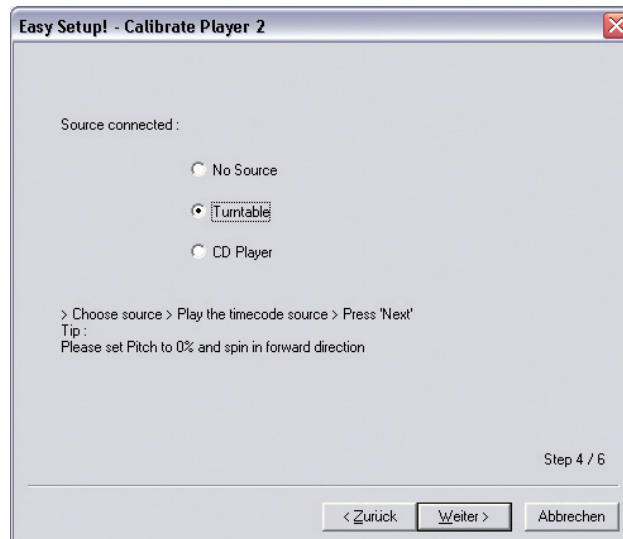 Easy Setup! - Calibrate Player 2
Source connected :
No Source
Turntable
CD Player
> Choose source > Play the timecode source > Press 'Next'
Tip :
Please set Pitch to 0% and spin in forward direction
Step 4 / 6
< Zurück Weiter > Abbrechen